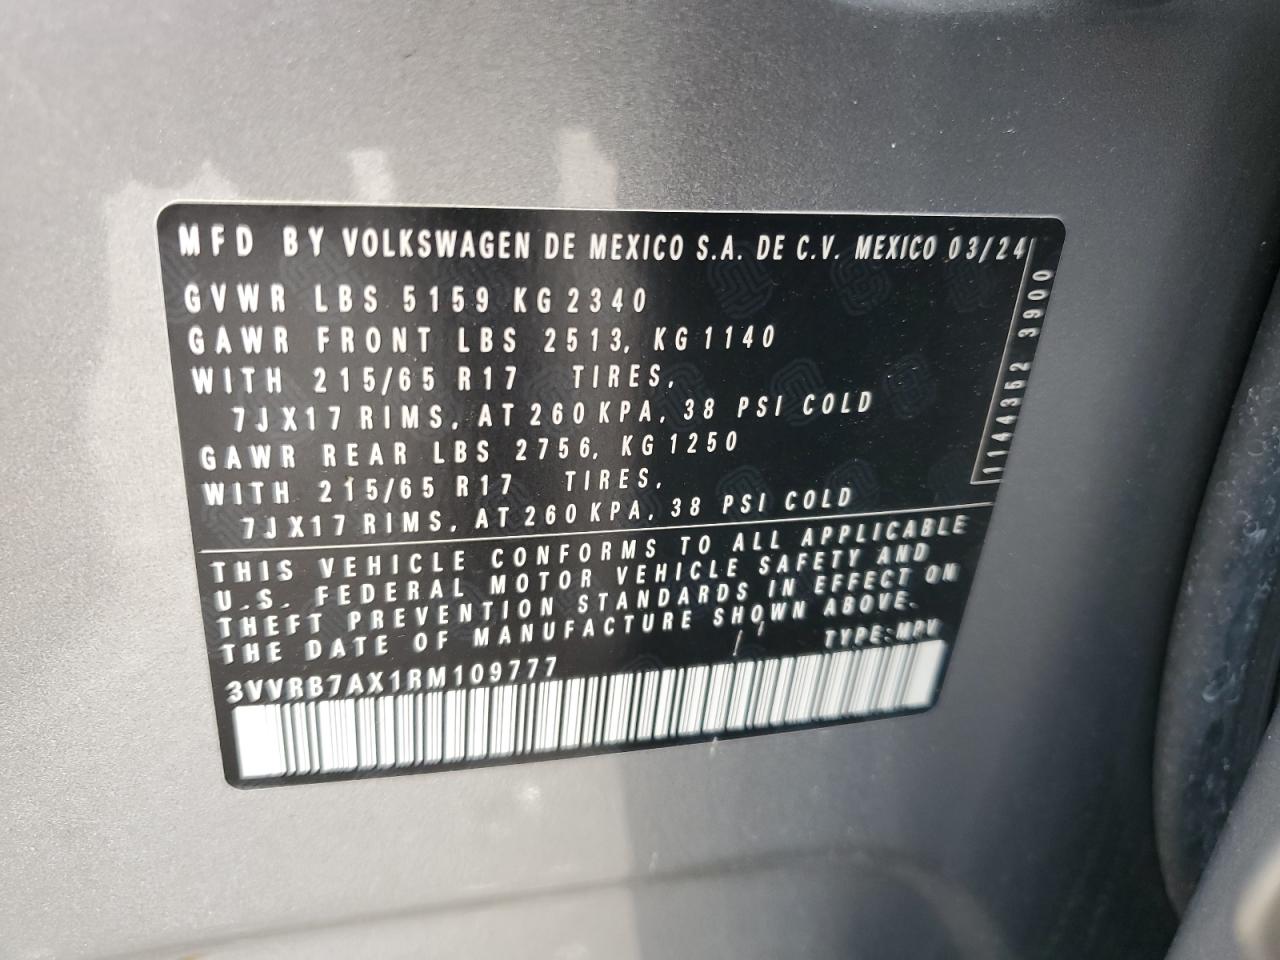 MFD BY VOLKSWAGEN DE MEXICO S.A. DE C.V. MEXICO 03/24
GVWR LBS 5159 KG 2340
GAWR FRONT LBS 2513, KG 1140
WITH 215/65 R17 TIRES,
7JX17 RIMS, AT 260 KPA, 38 PSI COLD
GAWR REAR LBS 2756, KG 1250
WITH 215/65 R17 TIRES,
7JX17 RIMS, AT 260 KPA, 38 PSI COLD
1144352 3900
THIS VEHICLE CONFORMS TO ALL APPLICABLE
U.S. FEDERAL MOTOR VEHICLE SAFETY AND
THEFT PREVENTION STANDARDS IN EFFECT ON
THE DATE OF MANUFACTURE SHOWN ABOVE.
TYPE: MPV
3VVRB7AX1RM109777